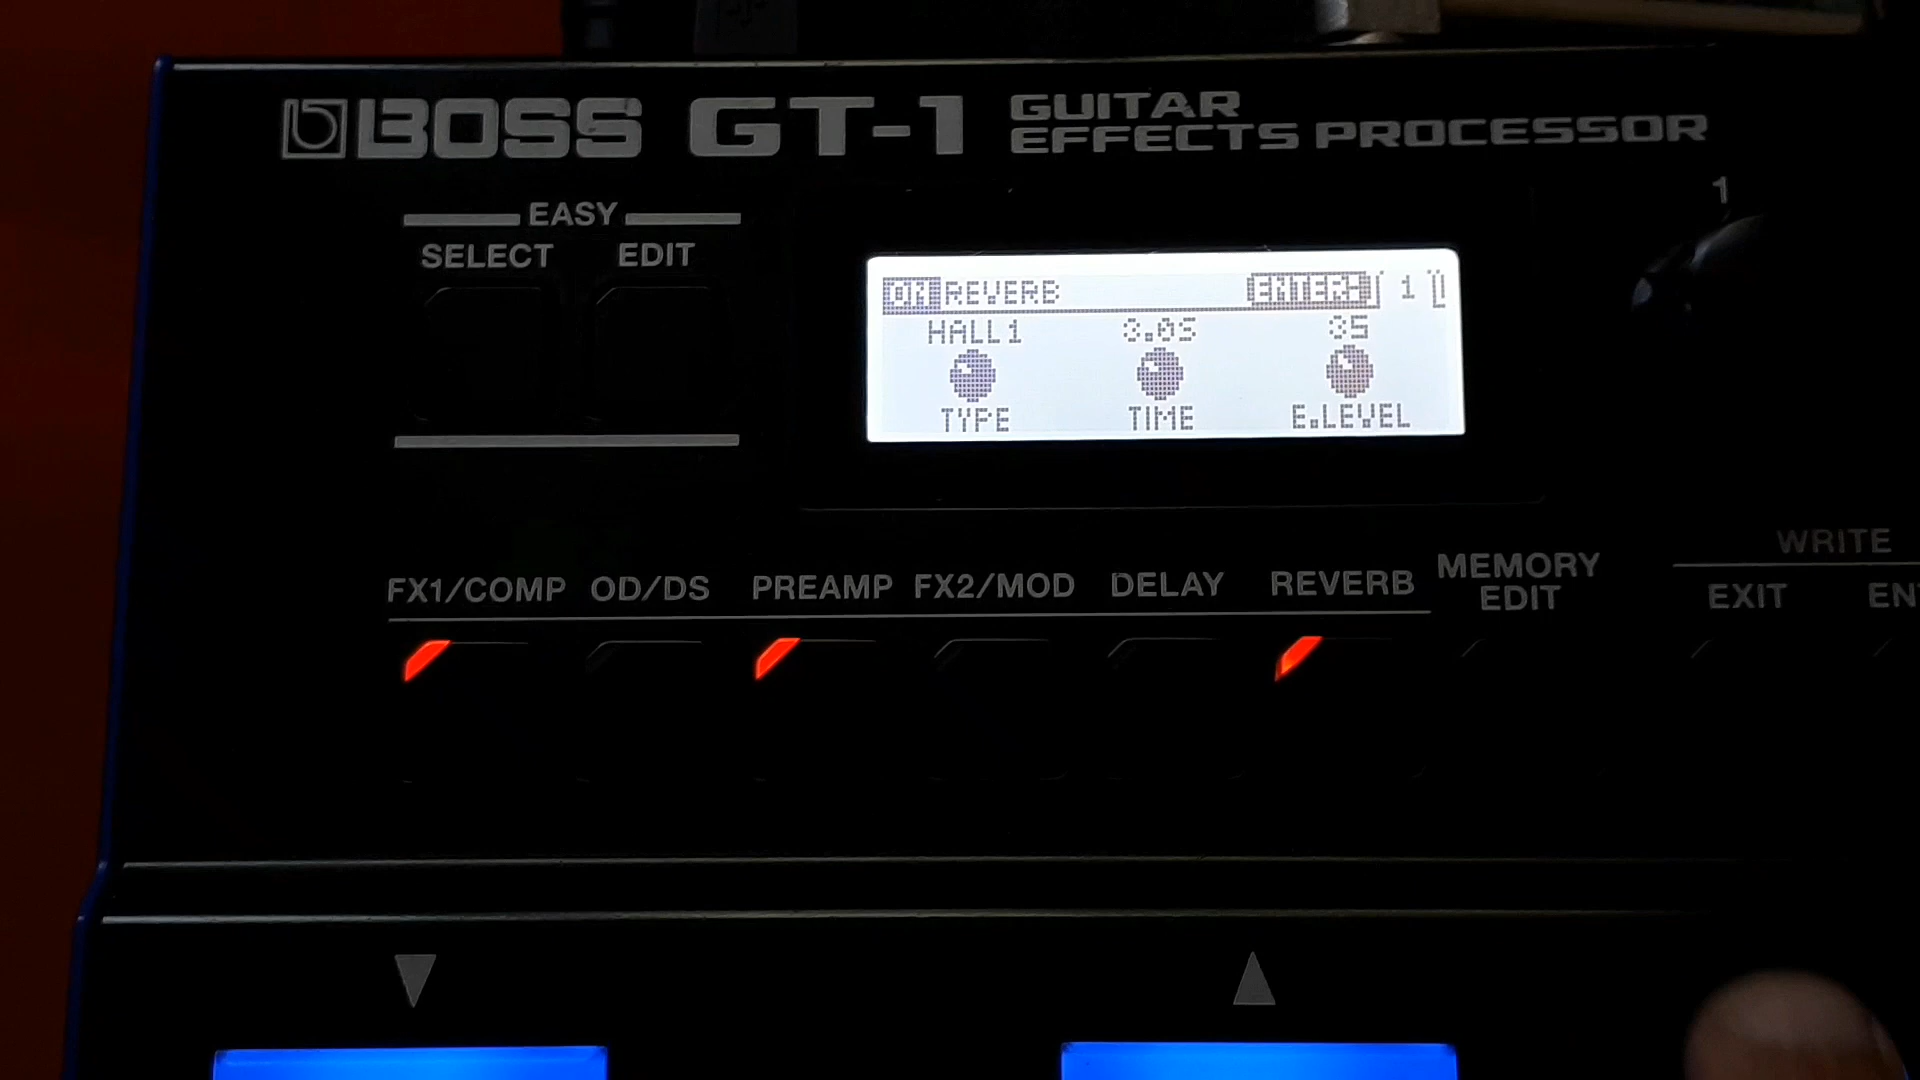 BOSS GT-1 GUITAR EFFECTS PROCESSOR
1
EASY
SELECT EDIT
ON REVERB ENTER
HALL1 3.0S 35
TYPE TIME E.LEVEL
WRITE
FX1/COMP OD/DS PREAMP FX2/MOD DELAY REVERB MEMORY EDIT EXIT